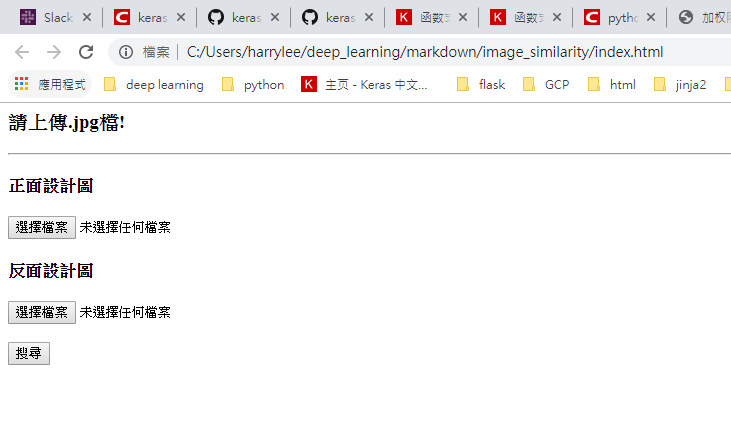 Slack
keras
keras
keras
函數式
函數式
pytho
加权
檔案 C:/Users/harrylee/deep_learning/markdown/image_similarity/index.html
應用程式 deep learning python 主页 - Keras 中文... flask GCP html jinja2
請上傳.jpg檔!
正面設計圖
選擇檔案 未選擇任何檔案
反面設計圖
選擇檔案 未選擇任何檔案
搜尋